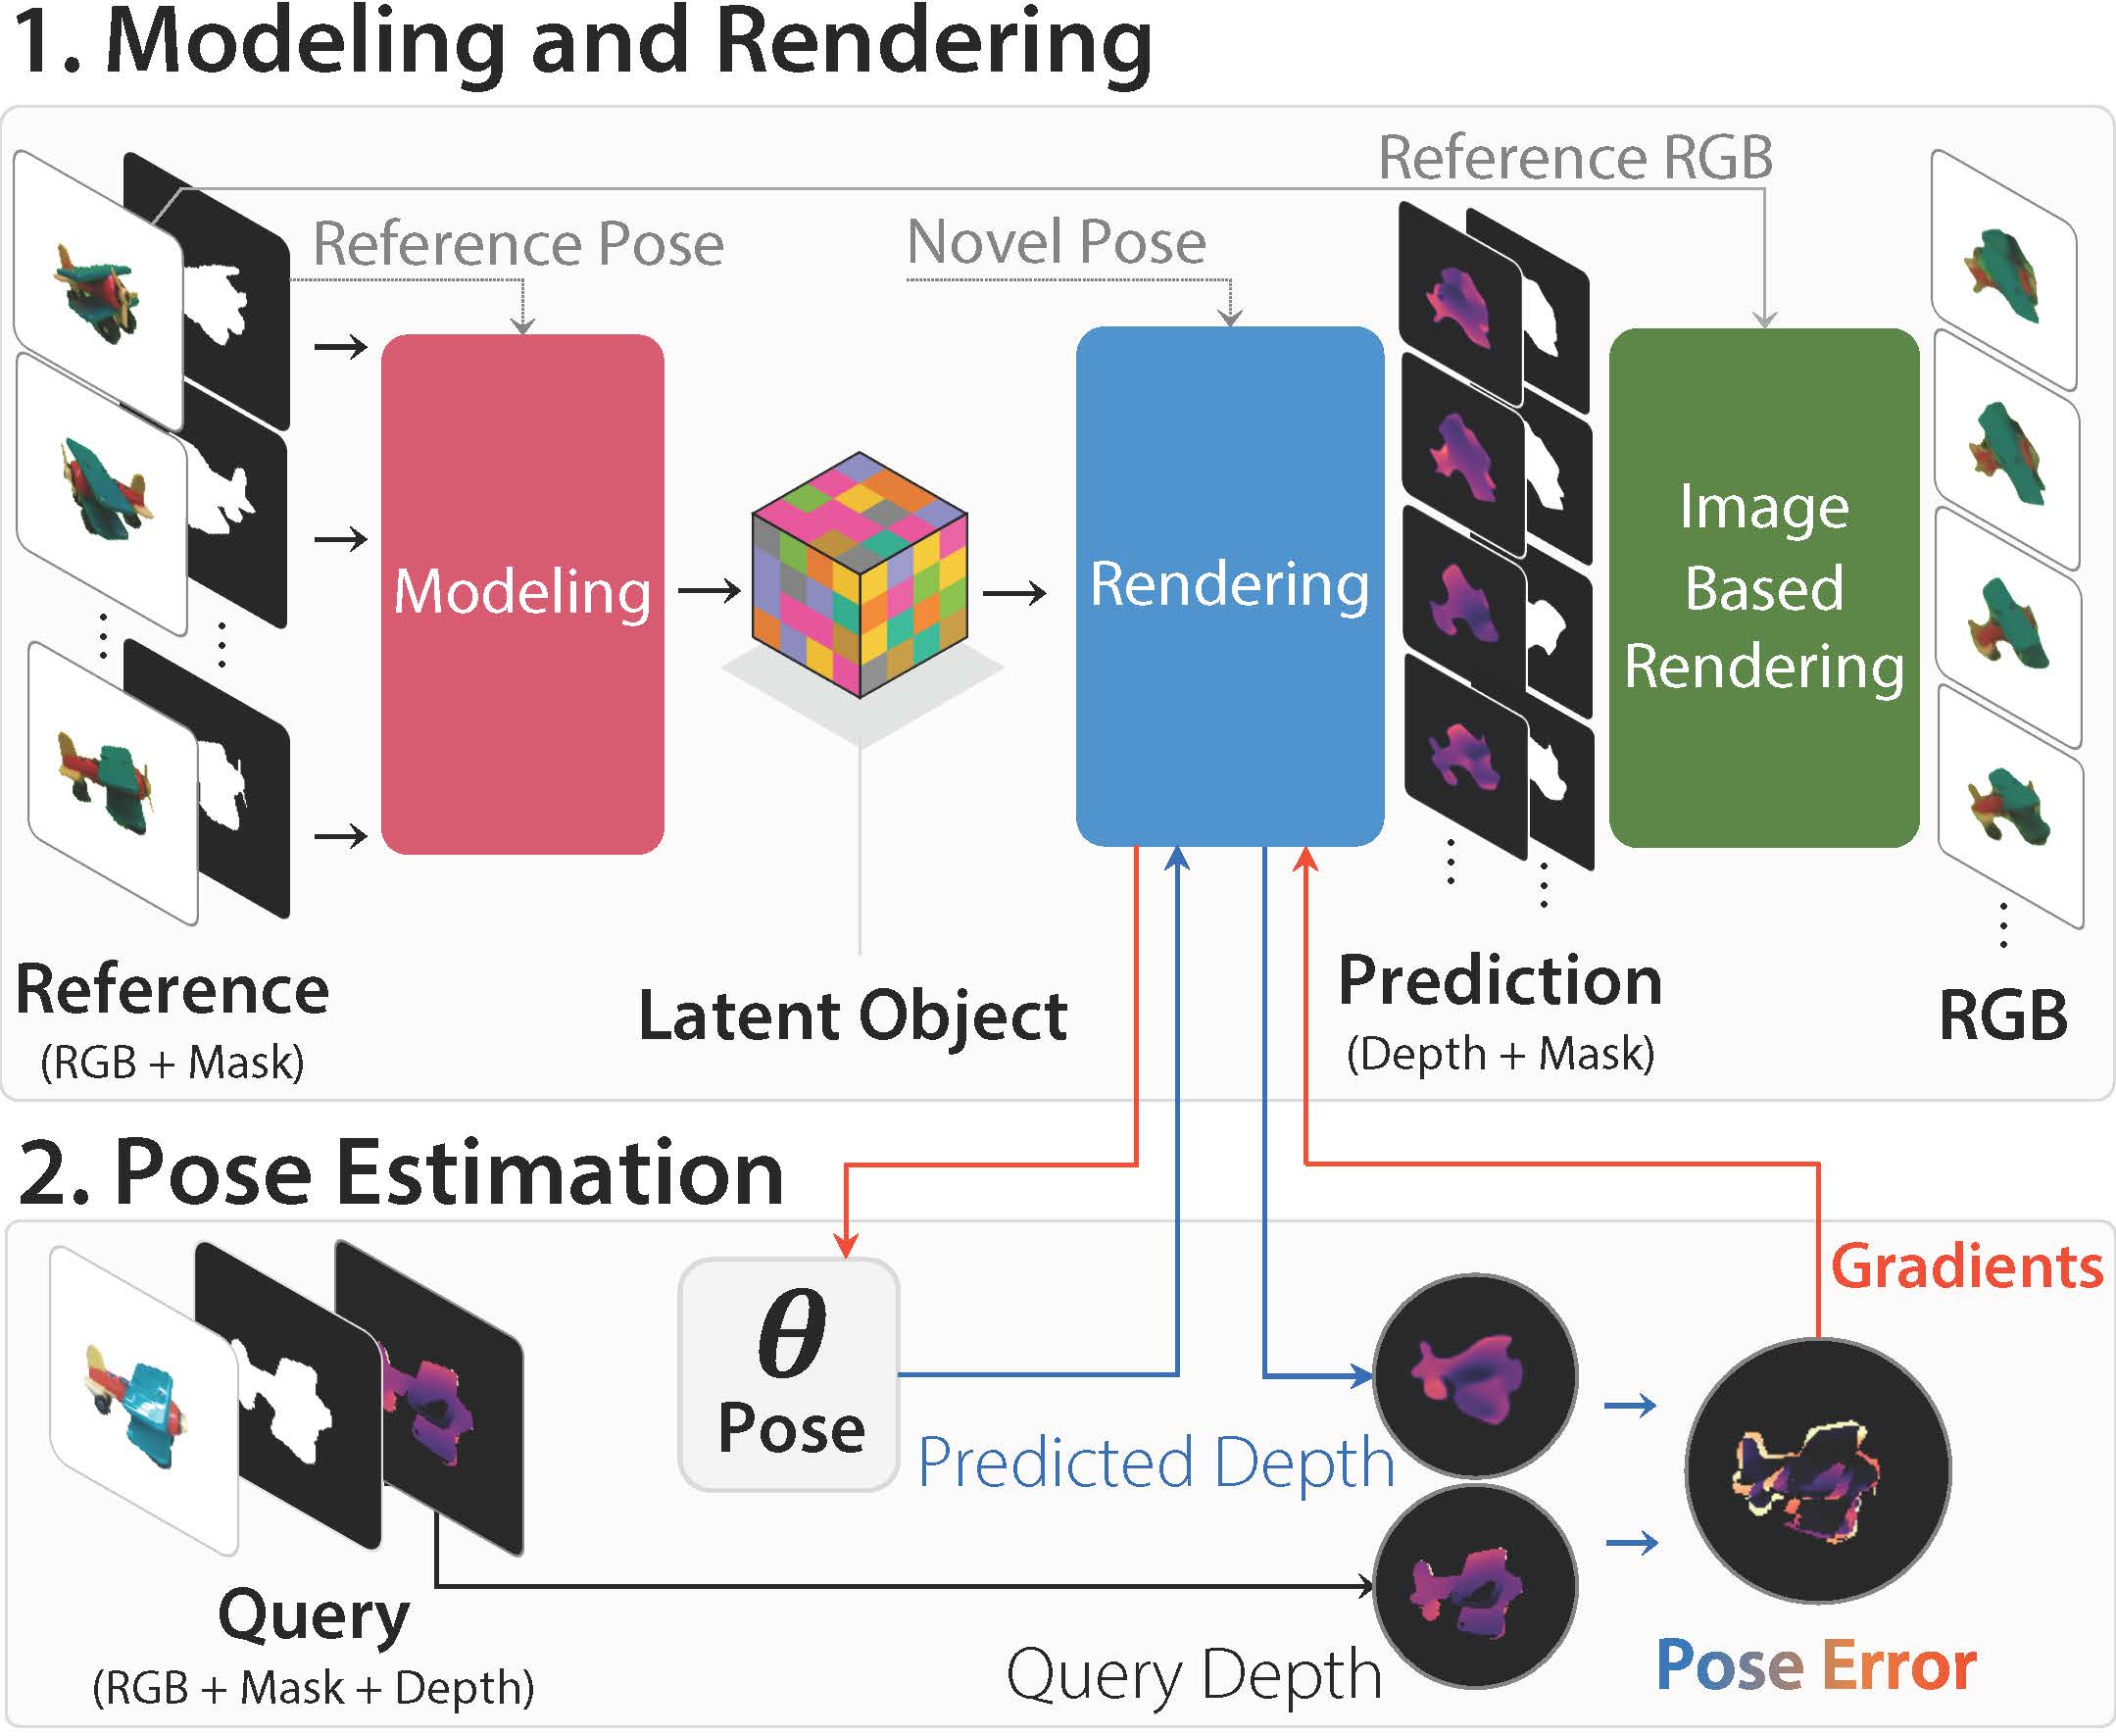 1. Modeling and Rendering
Reference RGB
Reference Pose
Novel Pose
Modeling
Rendering
Image
Based
Rendering
Reference
(RGB + Mask)
Latent Object
Prediction
(Depth + Mask)
RGB
2. Pose Estimation
Gradients
θ
Pose
Predicted Depth
Query
(RGB + Mask + Depth)
Query Depth
Pose Error